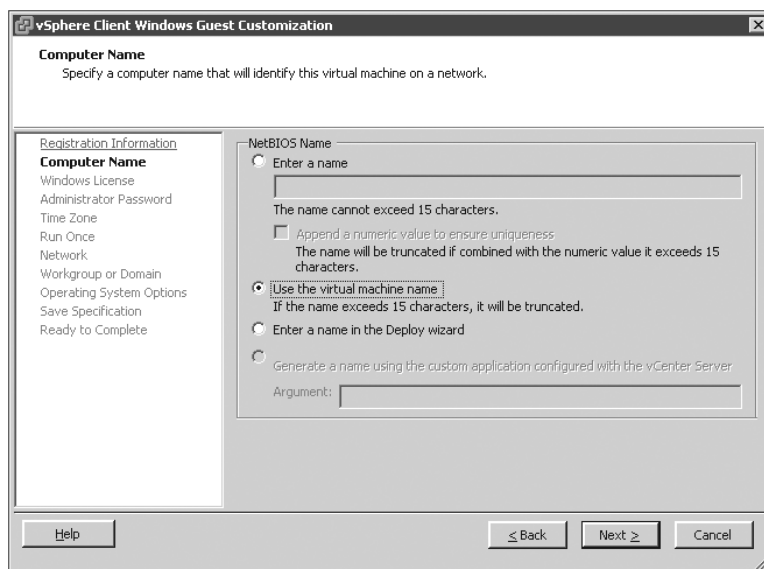 vSphere Client Windows Guest Customization
Computer Name
Specify a computer name that will identify this virtual machine on a network.
Registration Information
Computer Name
Windows License
Administrator Password
Time Zone
Run Once
Network
Workgroup or Domain
Operating System Options
Save Specification
Ready to Complete
NetBIOS Name
Enter a name
The name cannot exceed 15 characters.
Append a numeric value to ensure uniqueness
The name will be truncated if combined with the numeric value it exceeds 15
characters.
Use the virtual machine name
If the name exceeds 15 characters, it will be truncated.
Enter a name in the Deploy wizard
Generate a name using the custom application configured with the vCenter Server
Argument:
Help
< Back
Next >
Cancel